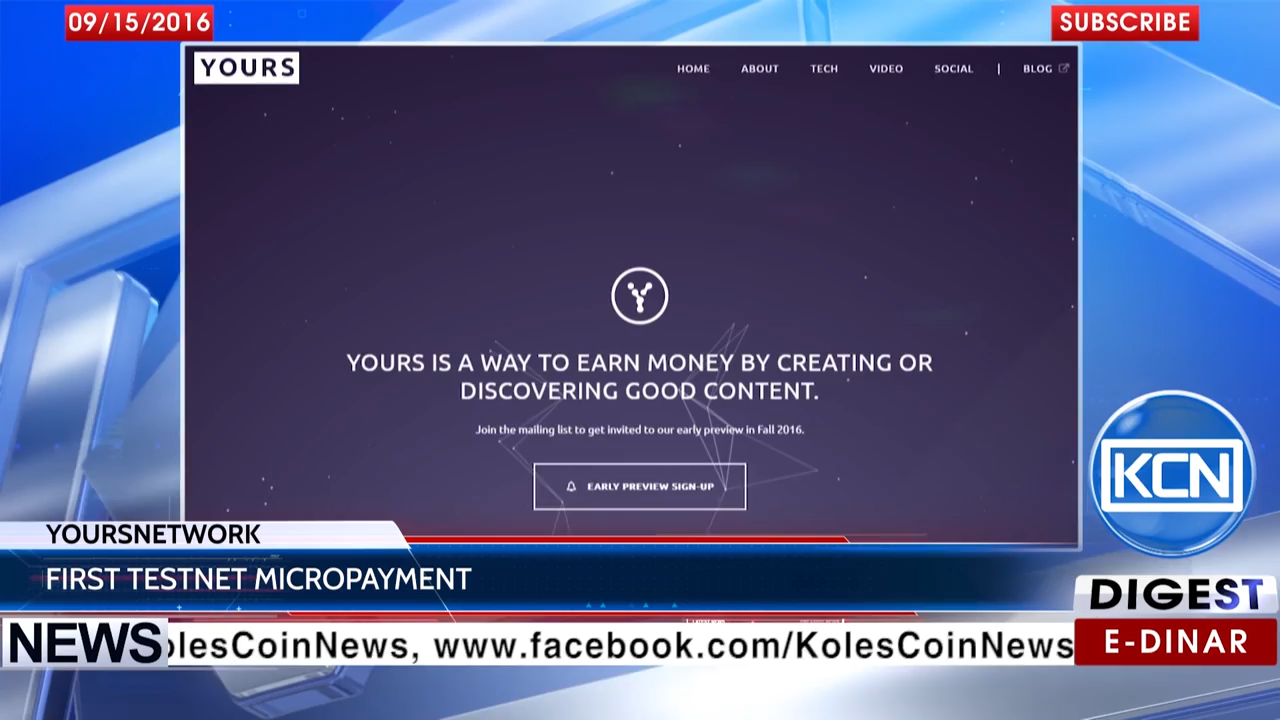 09/15/2016
SUBSCRIBE
YOURS
HOME ABOUT TECH VIDEO SOCIAL | BLOG
YOURS IS A WAY TO EARN MONEY BY CREATING OR
DISCOVERING GOOD CONTENT.
Join the mailing list to get invited to our early preview in Fall 2016.
EARLY PREVIEW SIGN-UP
KCN
YOURSNETWORK
FIRST TESTNET MICROPAYMENT
DIGEST
NEWS
olesCoinNews, www.facebook.com/KolesCoinNews
E-DINAR